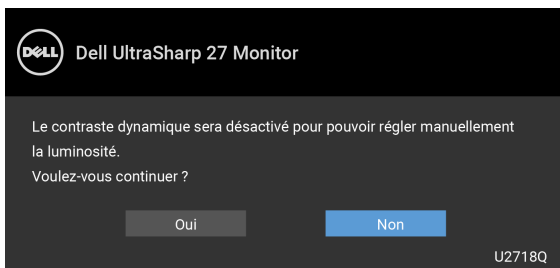 DELL
Dell UltraSharp 27 Monitor
Le contraste dynamique sera désactivé pour pouvoir régler manuellement
la luminosité.
Voulez-vous continuer ?
Oui
Non
U2718Q